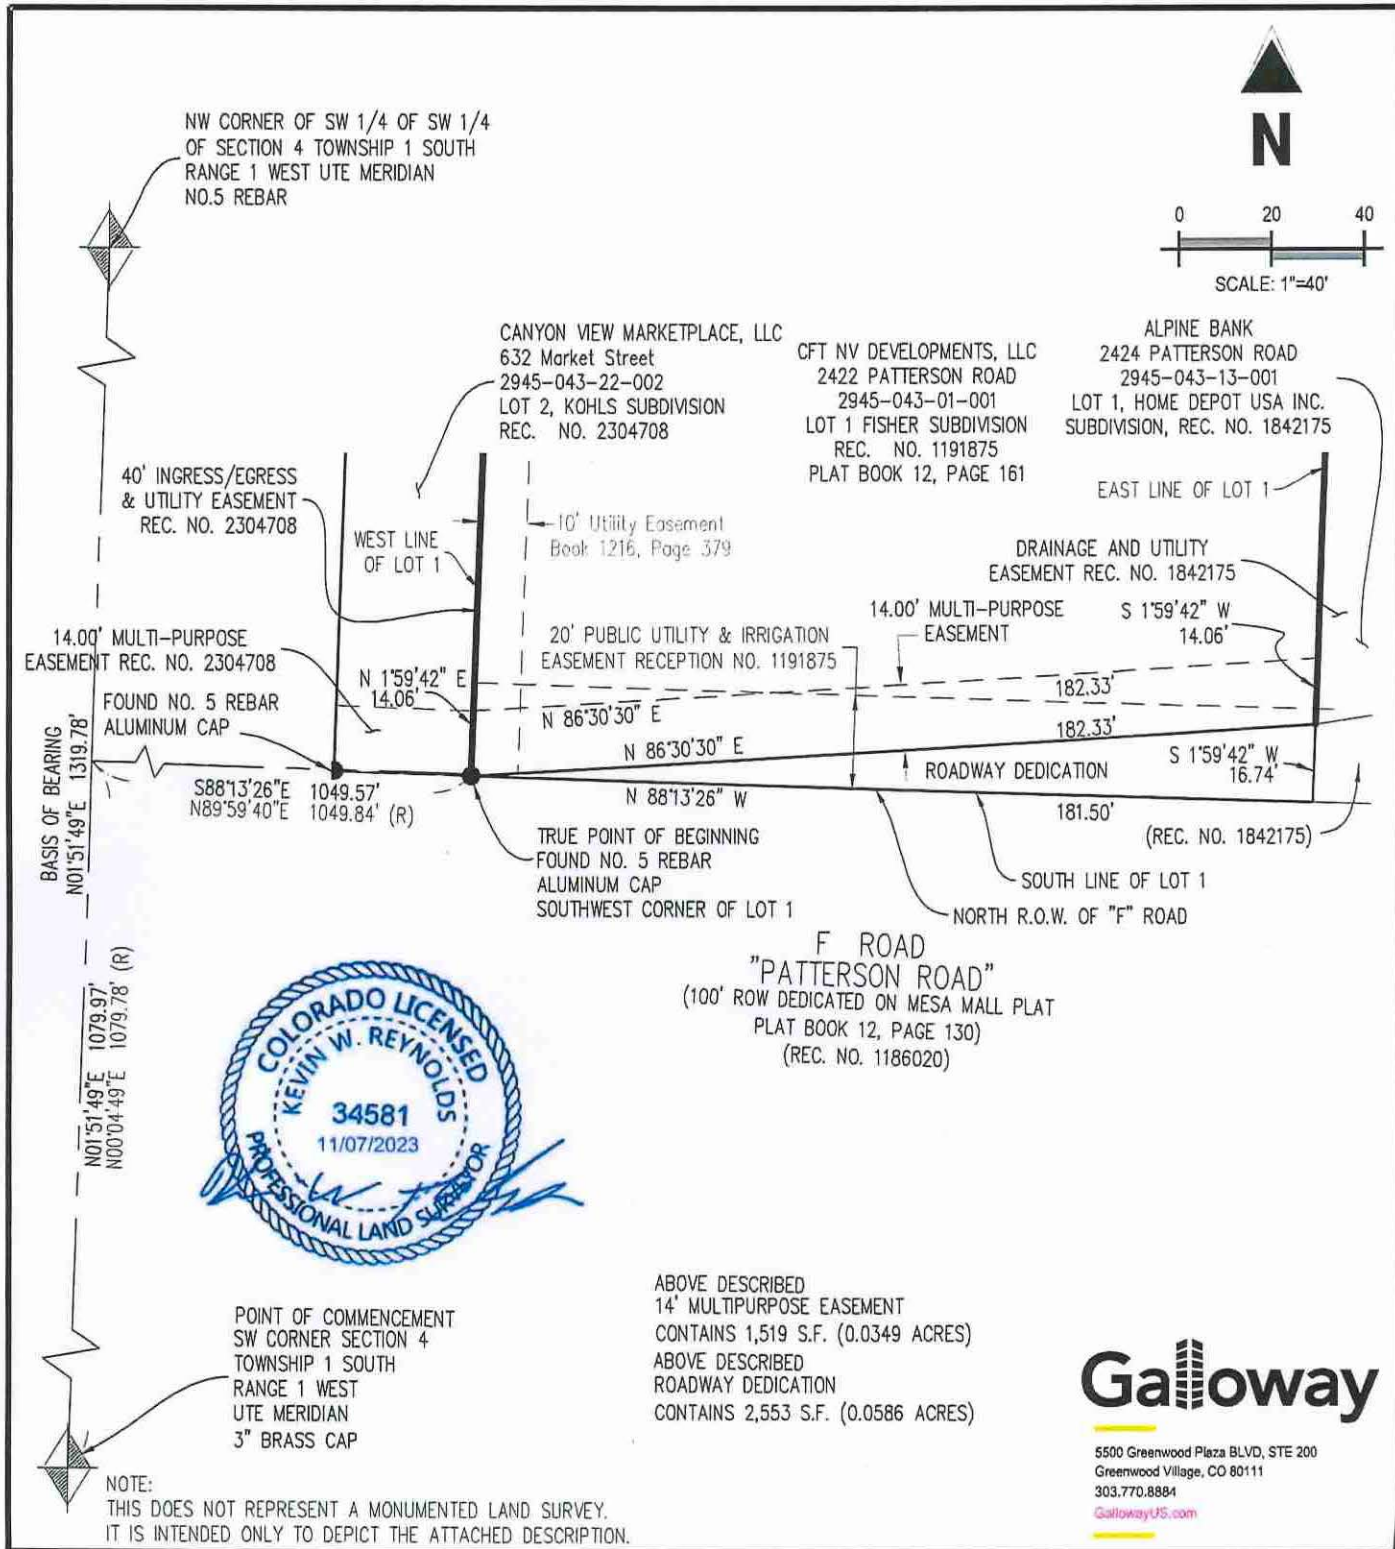 NW CORNER OF SW 1/4 OF SW 1/4
OF SECTION 4 TOWNSHIP 1 SOUTH
RANGE 1 WEST UTE MERIDIAN
NO.5 REBAR
N
0 20 40
SCALE: 1"=40'
CANYON VIEW MARKETPLACE, LLC
632 Market Street
2945-043-22-002
LOT 2, KOHLS SUBDIVISION
REC. NO. 2304708
CFT NV DEVELOPMENTS, LLC
2422 PATTERSON ROAD
2945-043-01-001
LOT 1 FISHER SUBDIVISION
REC. NO. 1191875
PLAT BOOK 12, PAGE 161
ALPINE BANK
2424 PATTERSON ROAD
2945-043-13-001
LOT 1, HOME DEPOT USA INC.
SUBDIVISION, REC. NO. 1842175
40' INGRESS/EGRESS
& UTILITY EASEMENT
REC. NO. 2304708
WEST LINE
OF LOT 1
10' Utility Easement
Book 1216, Page 379
EAST LINE OF LOT 1
DRAINAGE AND UTILITY
EASEMENT REC. NO. 1842175
14.00' MULTI-PURPOSE
EASEMENT
S 1°59'42" W
14.06'
14.00' MULTI-PURPOSE
EASEMENT REC. NO. 2304708
20' PUBLIC UTILITY & IRRIGATION
EASEMENT RECEPTION NO. 1191875
N 1°59'42" E
14.06'
FOUND NO. 5 REBAR
ALUMINUM CAP
N 86°30'30" E
182.33'
N 86°30'30" E
182.33'
ROADWAY DEDICATION
S 1°59'42" W
16.74'
BASIS OF BEARING
N01°51'49"E 1319.78'
S88°13'26"E 1049.57'
N89°59'40"E 1049.84' (R)
N 88°13'26" W
181.50'
(REC. NO. 1842175)
TRUE POINT OF BEGINNING
FOUND NO. 5 REBAR
ALUMINUM CAP
SOUTHWEST CORNER OF LOT 1
SOUTH LINE OF LOT 1
NORTH R.O.W. OF "F" ROAD
F ROAD
"PATTERSON ROAD"
(100' ROW DEDICATED ON MESA MALL PLAT
PLAT BOOK 12, PAGE 130)
(REC. NO. 1186020)
N01°51'49"E 1079.97'
N00°04'49"E 1079.78' (R)
COLORADO LICENSED
KEVIN W. REYNOLDS
34581
11/07/2023
PROFESSIONAL LAND SURVEYOR
POINT OF COMMENCEMENT
SW CORNER SECTION 4
TOWNSHIP 1 SOUTH
RANGE 1 WEST
UTE MERIDIAN
3" BRASS CAP
ABOVE DESCRIBED
14' MULTIPURPOSE EASEMENT
CONTAINS 1,519 S.F. (0.0349 ACRES)
ABOVE DESCRIBED
ROADWAY DEDICATION
CONTAINS 2,553 S.F. (0.0586 ACRES)
Galloway
5500 Greenwood Plaza BLVD, STE 200
Greenwood Village, CO 80111
303.770.8884
GallowayUS.com
NOTE:
THIS DOES NOT REPRESENT A MONUMENTED LAND SURVEY.
IT IS INTENDED ONLY TO DEPICT THE ATTACHED DESCRIPTION.